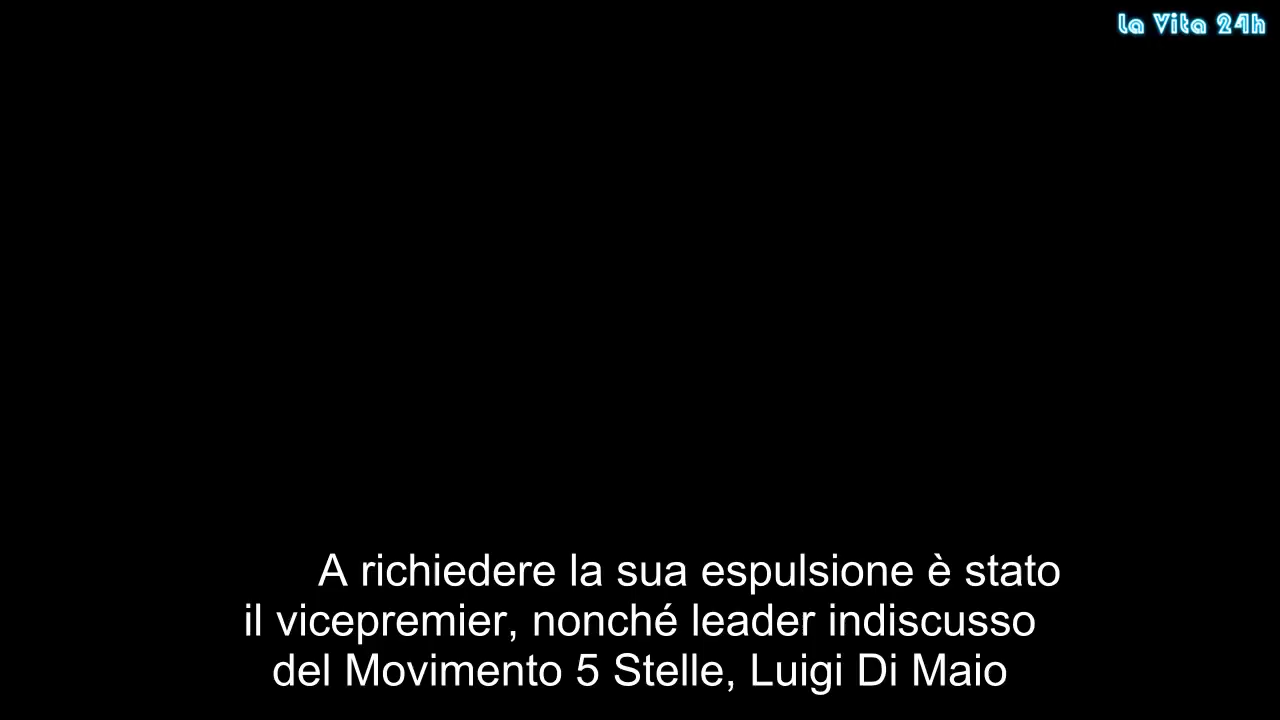 La Vita 24h
A richiedere la sua espulsione è stato
il vicepremier, nonché leader indiscusso
del Movimento 5 Stelle, Luigi Di Maio